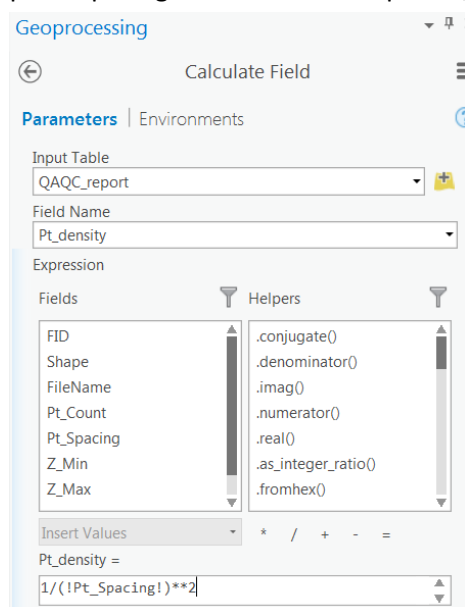 Geoprocessing
Calculate Field
Parameters | Environments
Input Table
QAQC_report
Field Name
Pt_density
Expression
Fields Helpers
FID .conjugate()
Shape .denominator()
FileName .imag()
Pt_Count .numerator()
Pt_Spacing .real()
Z_Min .as_integer_ratio()
Z_Max .fromhex()
Insert Values * / + - =
Pt_density =
1/(!Pt_Spacing!)**2